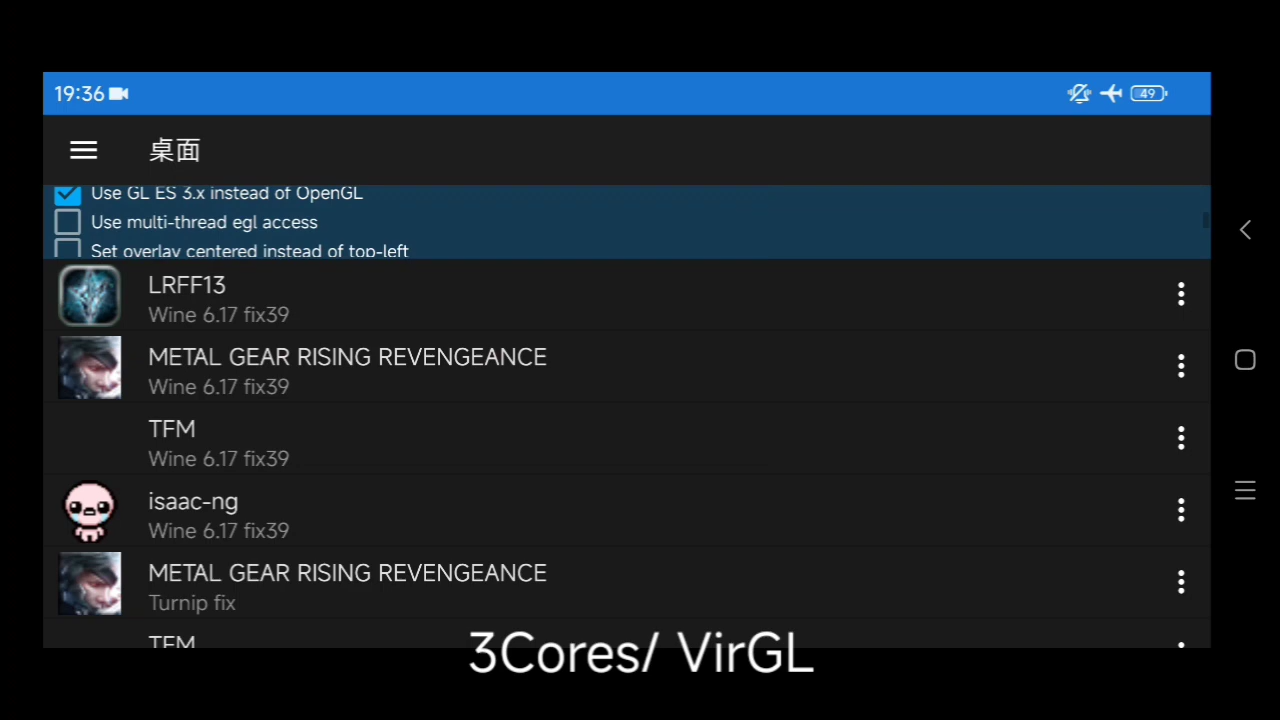 19:36
49
桌面
Use GL ES 3.x instead of OpenGL
Use multi-thread egl access
Set overlay centered instead of top-left
LRFF13
Wine 6.17 fix39
METAL GEAR RISING REVENGEANCE
Wine 6.17 fix39
TFM
Wine 6.17 fix39
isaac-ng
Wine 6.17 fix39
METAL GEAR RISING REVENGEANCE
Turnip fix
TFM
3Cores/ VirGL